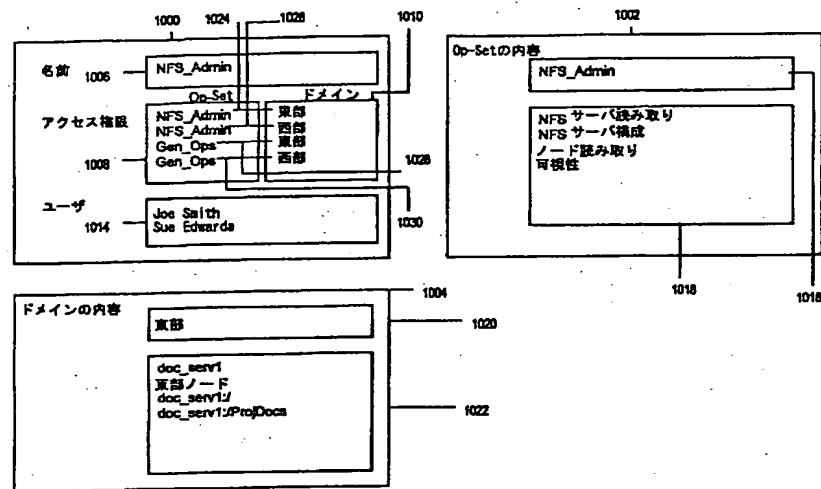 1000
1024
1028
1010
1002
名前
1006
NFS_Admin
Op-Set
ドメイン
アクセス権限
NFS_Admin 東部
NFS_Admin 西部
Gen_Ops 東部
Gen_Ops 西部
1008
1026
ユーザ
1014
Joe Smith
Sue Edwards
1030
Op-Setの内容
NFS_Admin
NFS サーバ読み取り
NFS サーバ構成
ノード読み取り
可視性
1018
1018
ドメインの内容
1004
東部
1020
doc_serv1
東部ノード
doc_serv1:/
doc_serv1:/ProjDocs
1022